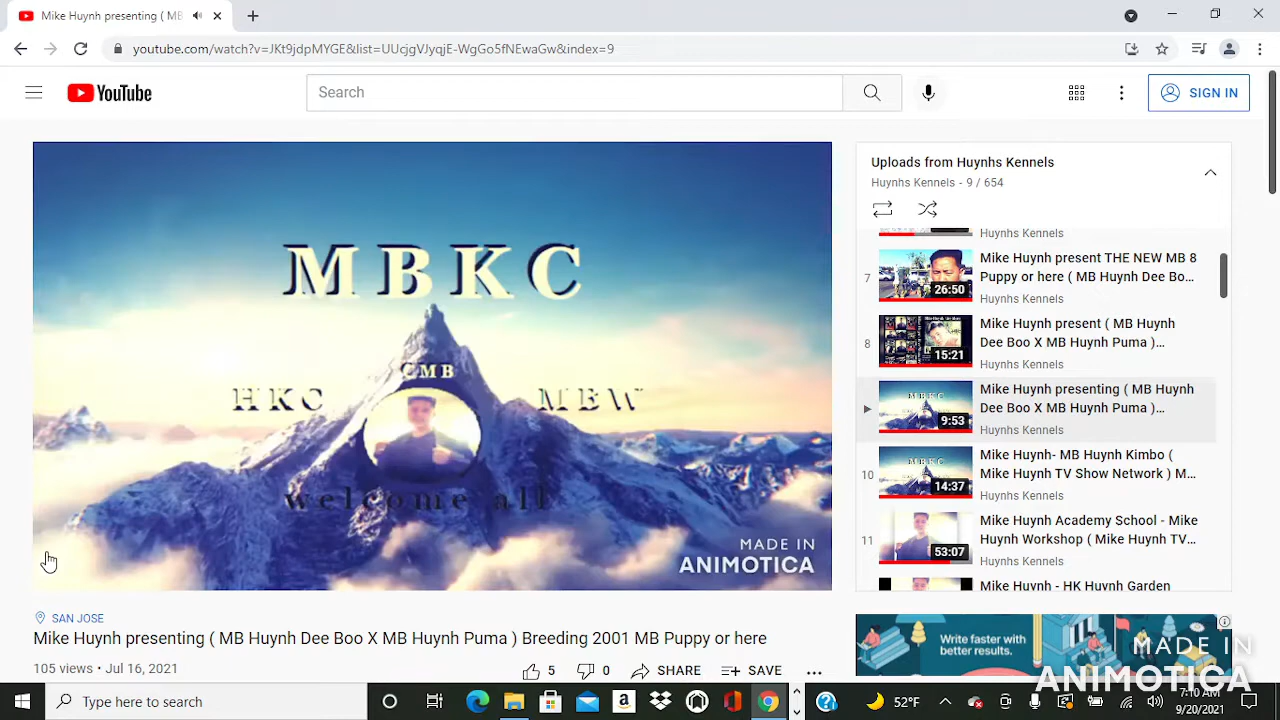 Mike Huynh presenting ( MB
youtube.com/watch?v=JKt9jdpMYGE&list=UUcjgVJyqjE-WgGo5fNEwaGw&index=9
YouTube
Search
SIGN IN
MBKC
CMB
HKC
MBW
welcome all
MADE IN
ANIMOTICA
SAN JOSE
Mike Huynh presenting ( MB Huynh Dee Boo X MB Huynh Puma ) Breeding 2001 MB Puppy or here
105 views • Jul 16, 2021
5
0
SHARE
SAVE
Uploads from Huynhs Kennels
Huynhs Kennels - 9 / 654
Huynhs Kennels
7
26:50
Mike Huynh present THE NEW MB 8
Puppy or here ( MB Huynh Dee Bo...
Huynhs Kennels
8
15:21
Mike Huynh present ( MB Huynh
Dee Boo X MB Huynh Puma )...
Huynhs Kennels
MBKC
9:53
Mike Huynh presenting ( MB Huynh
Dee Boo X MB Huynh Puma )...
Huynhs Kennels
10
MBKC
14:37
Mike Huynh- MB Huynh Kimbo (
Mike Huynh TV Show Network ) M...
Huynhs Kennels
11
53:07
Mike Huynh Academy School - Mike
Huynh Workshop ( Mike Huynh TV...
Huynhs Kennels
Mike Huynh - HK Huynh Garden
Write faster with
better results.
MADE IN
ANIMOTICA
Type here to search
52°F
7:10 AM
9/20/2021